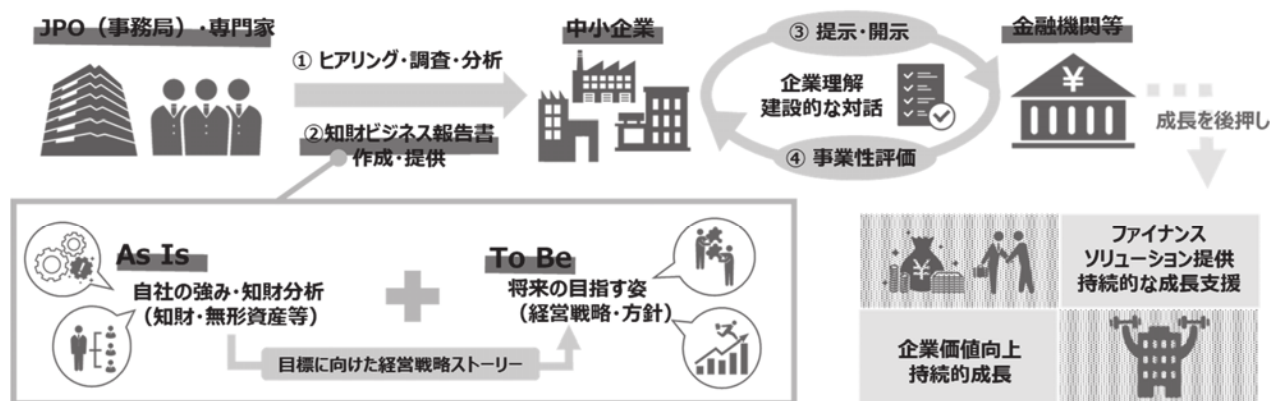 JPO（事務局）・専門家
① ヒアリング・調査・分析
②知財ビジネス報告書
作成・提供
中小企業
③ 提示・開示
企業理解
建設的な対話
④ 事業性評価
金融機関等
¥
成長を後押し
As Is
自社の強み・知財分析
（知財・無形資産等）
To Be
将来の目指す姿
（経営戦略・方針）
目標に向けた経営戦略ストーリー
¥
ファイナンス
ソリューション提供
持続的な成長支援
企業価値向上
持続的成長